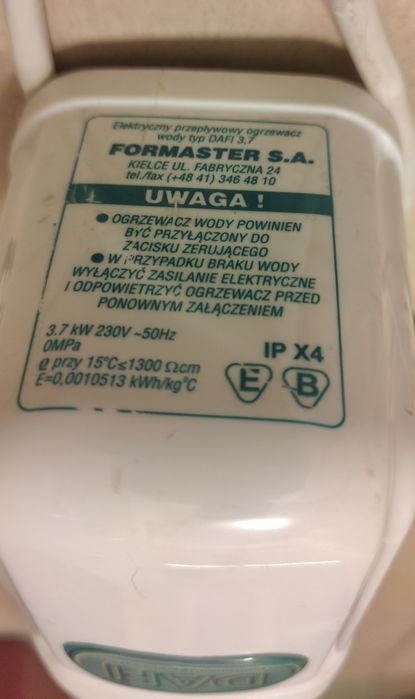 Elektryczny przepływowy ogrzewacz
wody typ DAFI 3,7
FORMASTER S.A.
KIELCE UL. FABRYCZNA 24
tel./fax (+48 41) 346 48 10
UWAGA !
● OGRZEWACZ WODY POWINIEN
BYĆ PRZYŁĄCZONY DO
ZACISKU ZERUJĄCEGO
● W PRZYPADKU BRAKU WODY
WYŁĄCZYĆ ZASILANIE ELEKTRYCZNE
I ODPOWIETRZYĆ OGRZEWACZ PRZED
PONOWNYM ZAŁĄCZENIEM
3.7 kW 230V ~50Hz
0MPa
ϱ przy 15°C≤1300 Ωcm
E=0,0010513 kWh/kg°C
IP X4
E B
DAFI